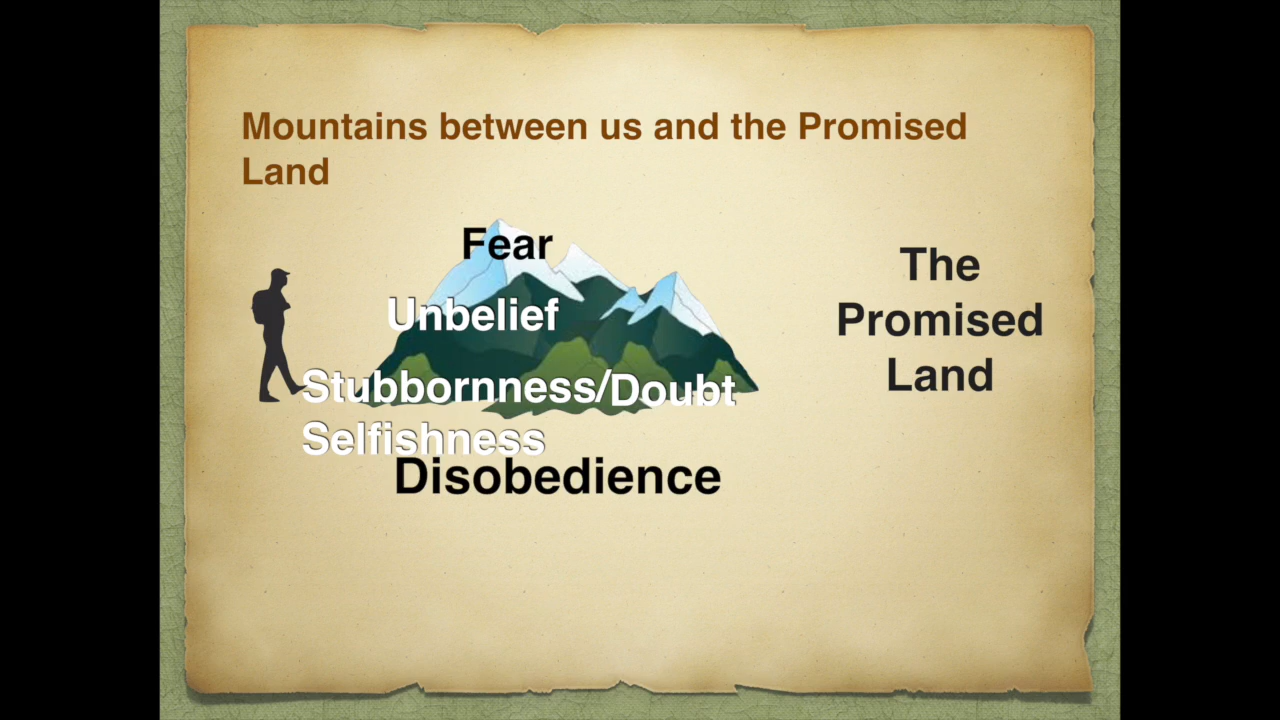 Mountains between us and the Promised
Land
Fear
Unbelief
Stubbornness/Doubt
Selfishness
Disobedience
The
Promised
Land